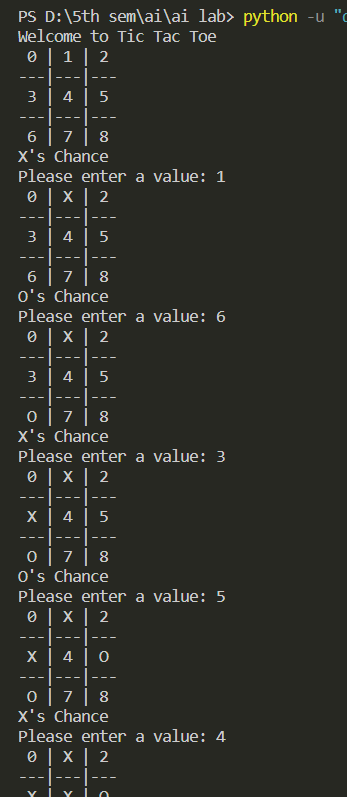 PS D:\5th sem\ai\ai lab> python -u "d
Welcome to Tic Tac Toe
0 | 1 | 2
---|---|---
3 | 4 | 5
---|---|---
6 | 7 | 8
X's Chance
Please enter a value: 1
0 | X | 2
---|---|---
3 | 4 | 5
---|---|---
6 | 7 | 8
O's Chance
Please enter a value: 6
0 | X | 2
---|---|---
3 | 4 | 5
---|---|---
O | 7 | 8
X's Chance
Please enter a value: 3
0 | X | 2
---|---|---
X | 4 | 5
---|---|---
O | 7 | 8
O's Chance
Please enter a value: 5
0 | X | 2
---|---|---
X | 4 | O
---|---|---
O | 7 | 8
X's Chance
Please enter a value: 4
0 | X | 2
---|---|---
X | X | O